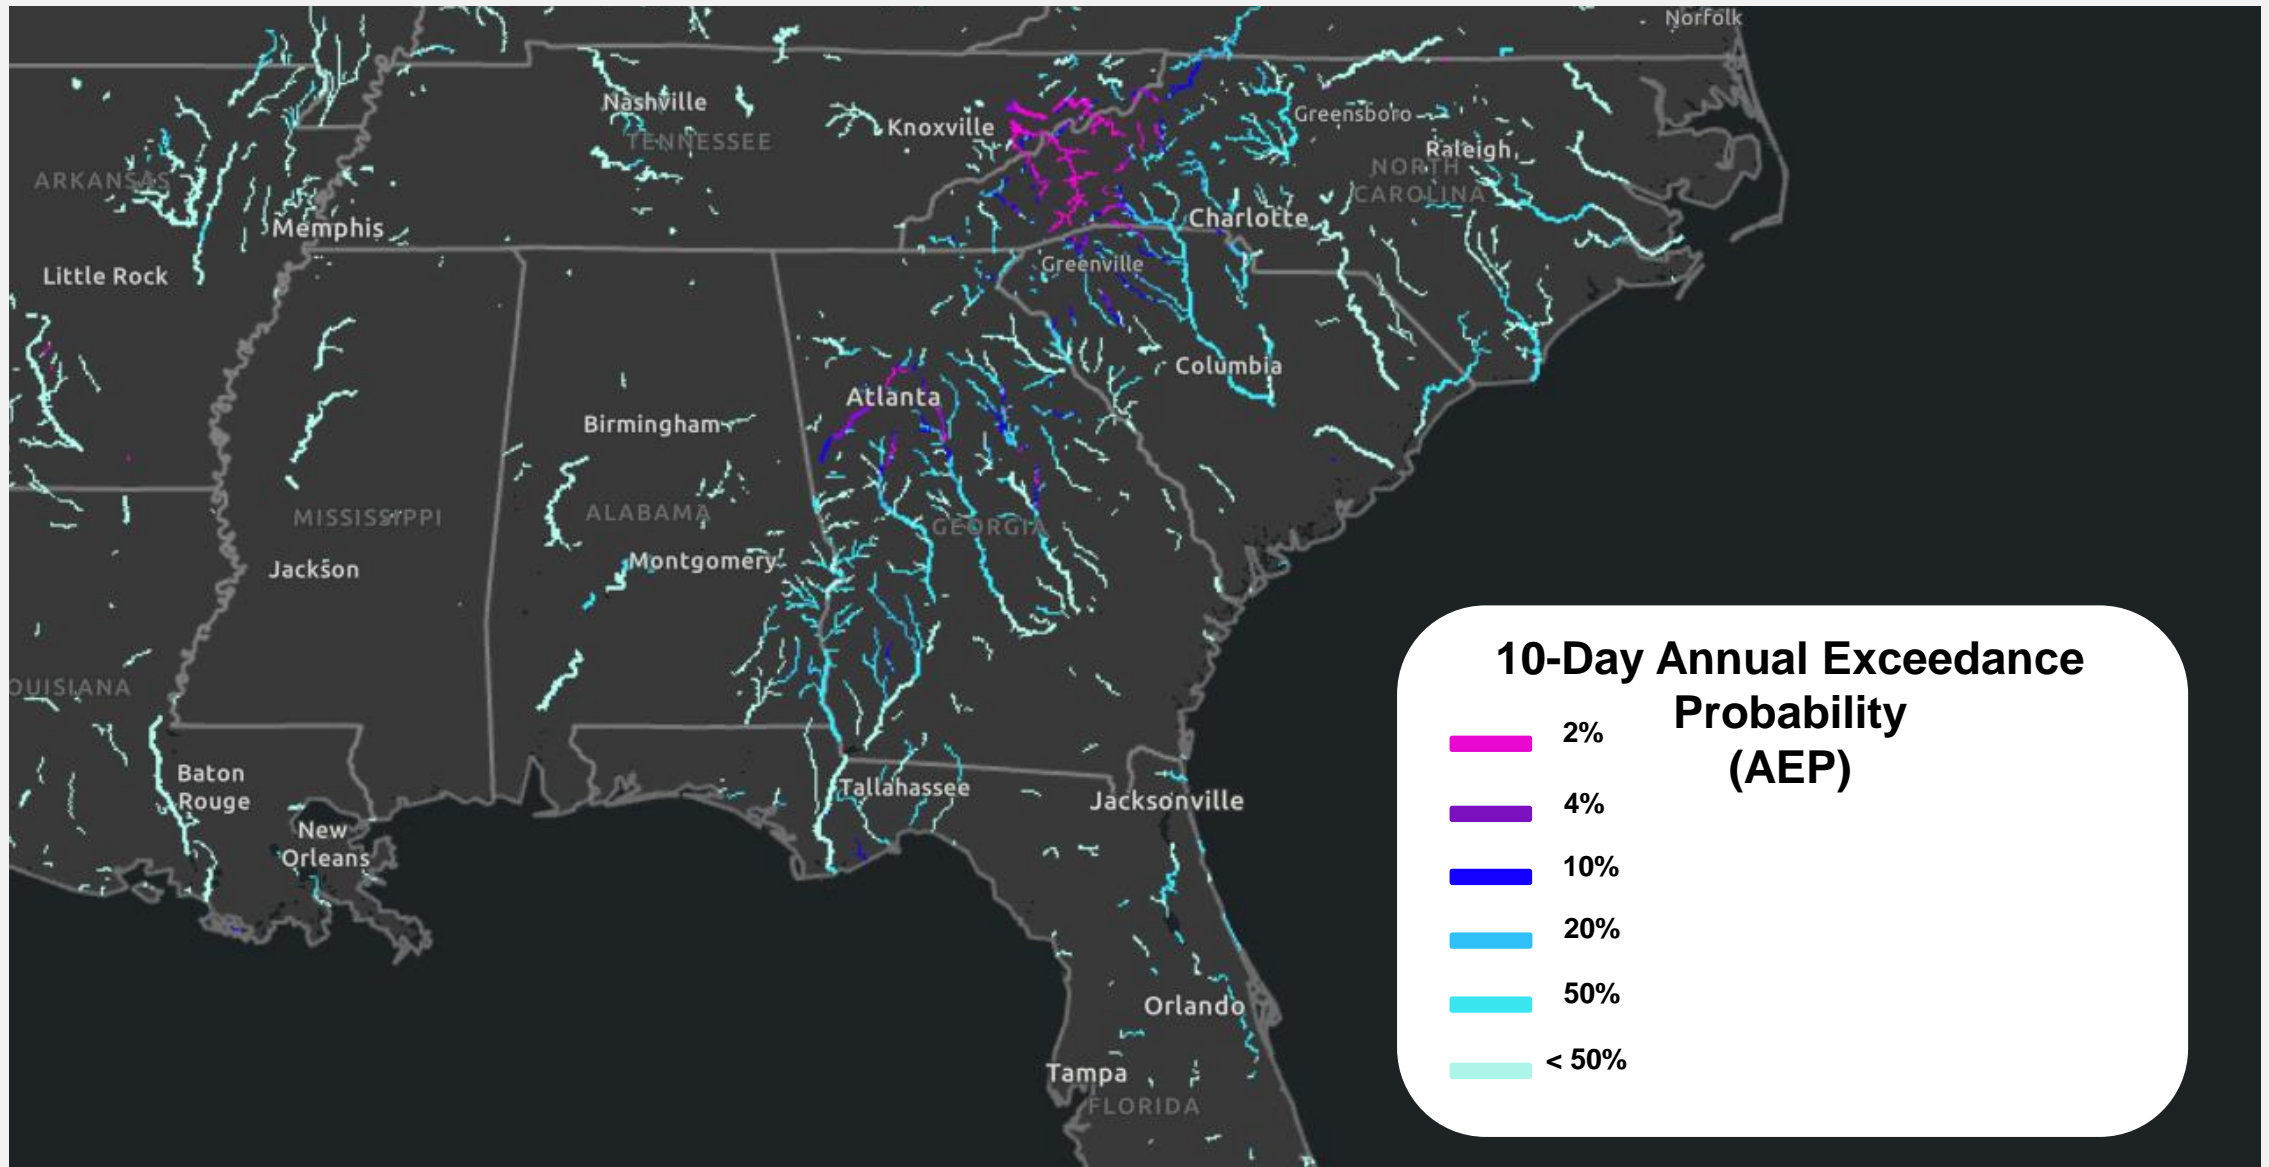 Norfolk
Nashville
TENNESSEE
Knoxville
Greensboro
Raleigh
NORTH
CAROLINA
ARKANSAS
Memphis
Charlotte
Little Rock
Greenville
Columbia
Atlanta
Birmingham
MISSISSIPPI
ALABAMA
GEORGIA
Jackson
Montgomery
OUISIANA
Baton
Rouge
New
Orleans
Tallahassee
Jacksonville
Orlando
Tampa
FLORIDA
10-Day Annual Exceedance
Probability
(AEP)
2%
4%
10%
20%
50%
< 50%